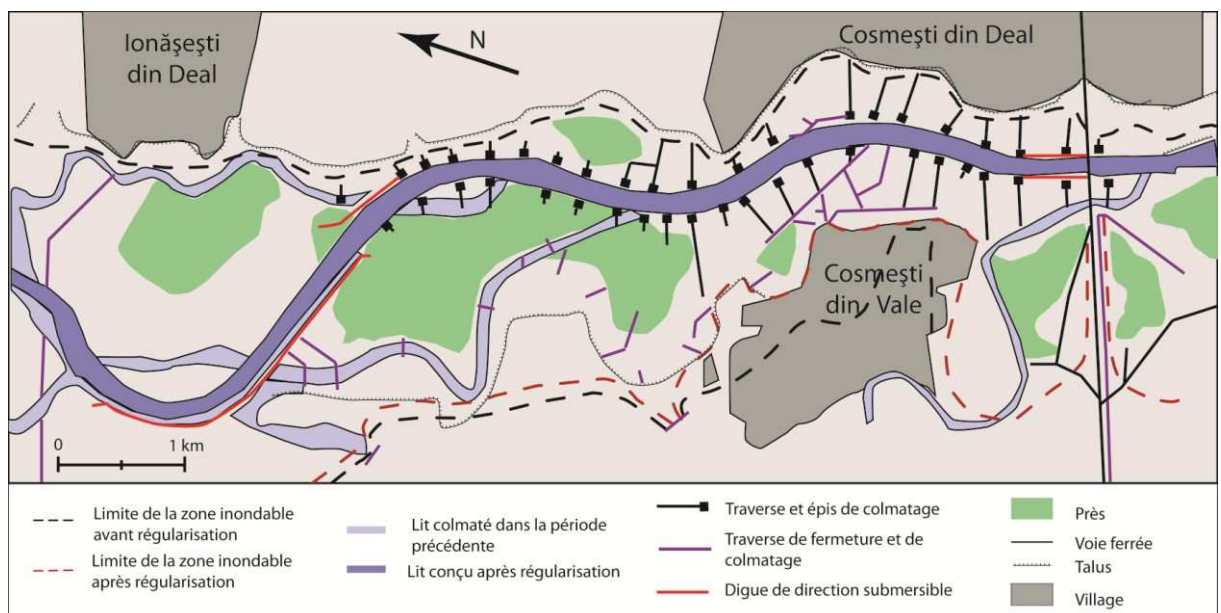 Ionăşeşti
din Deal
N
Cosmeşti din Deal
Cosmeşti
din Vale
0
1 km
Limite de la zone inondable
avant régularisation
Limite de la zone inondable
après régularisation
Lit colmaté dans la période
précédente
Lit conçu après régularisation
Traverse et épis de colmatage
Traverse de fermeture et de
colmatage
Digue de direction submersible
Près
Voie ferrée
Talus
Village